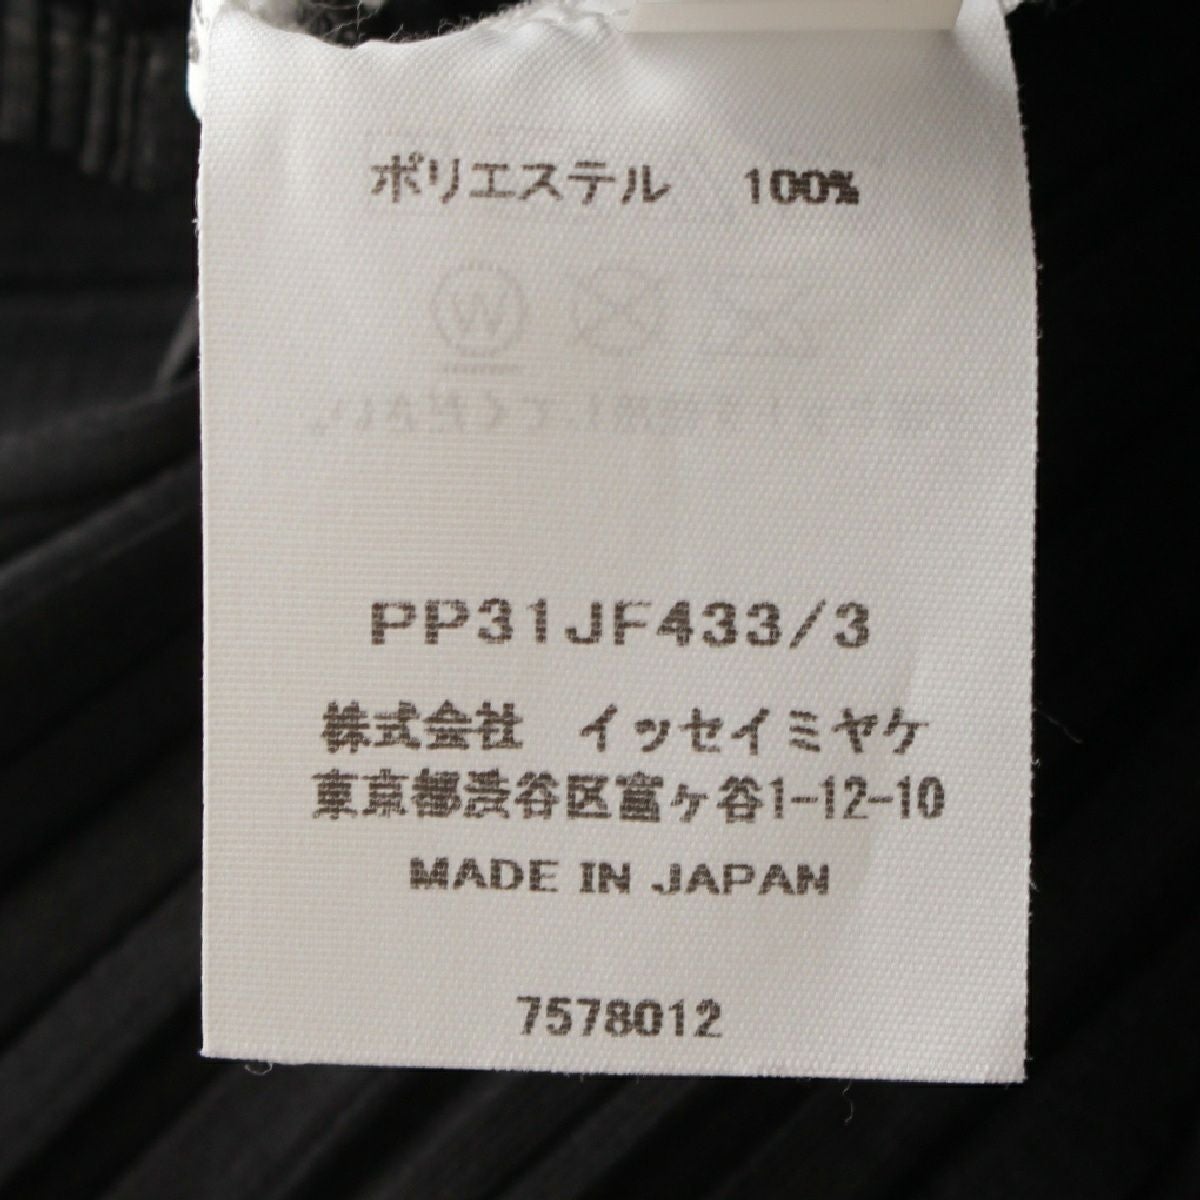 ポリエステル 100%
PP31JF433/3
株式会社 イッセイミヤケ
東京都渋谷区富ヶ谷1-12-10
MADE IN JAPAN
7578012